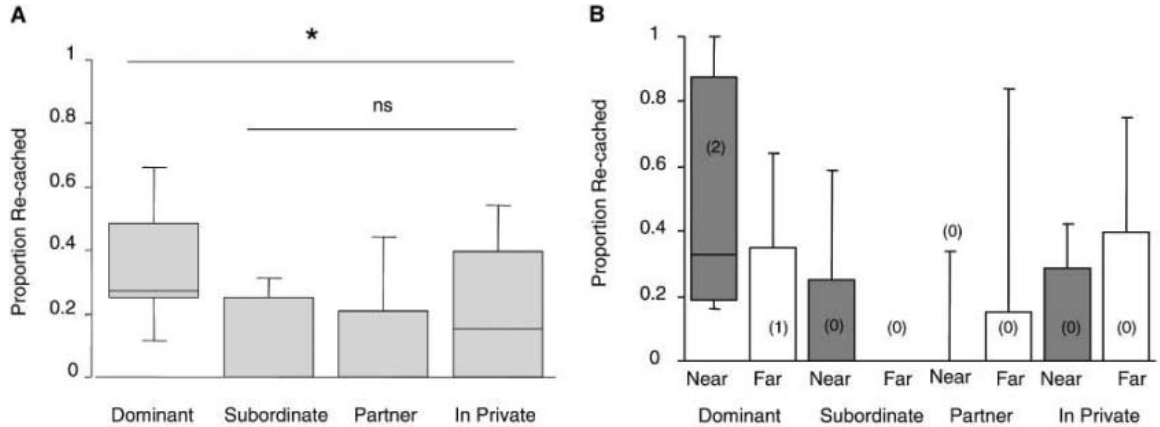 A
*
ns
1
0.8
0.6
0.4
0.2
0
Proportion Re-cached
Dominant Subordinate Partner In Private
B
1
0.8
0.6
0.4
0.2
0
Proportion Re-cached
(2)
(0)
(1) (0) (0) (0) (0) (0)
Near Far Near Far Near Far Near Far
Dominant Subordinate Partner In Private